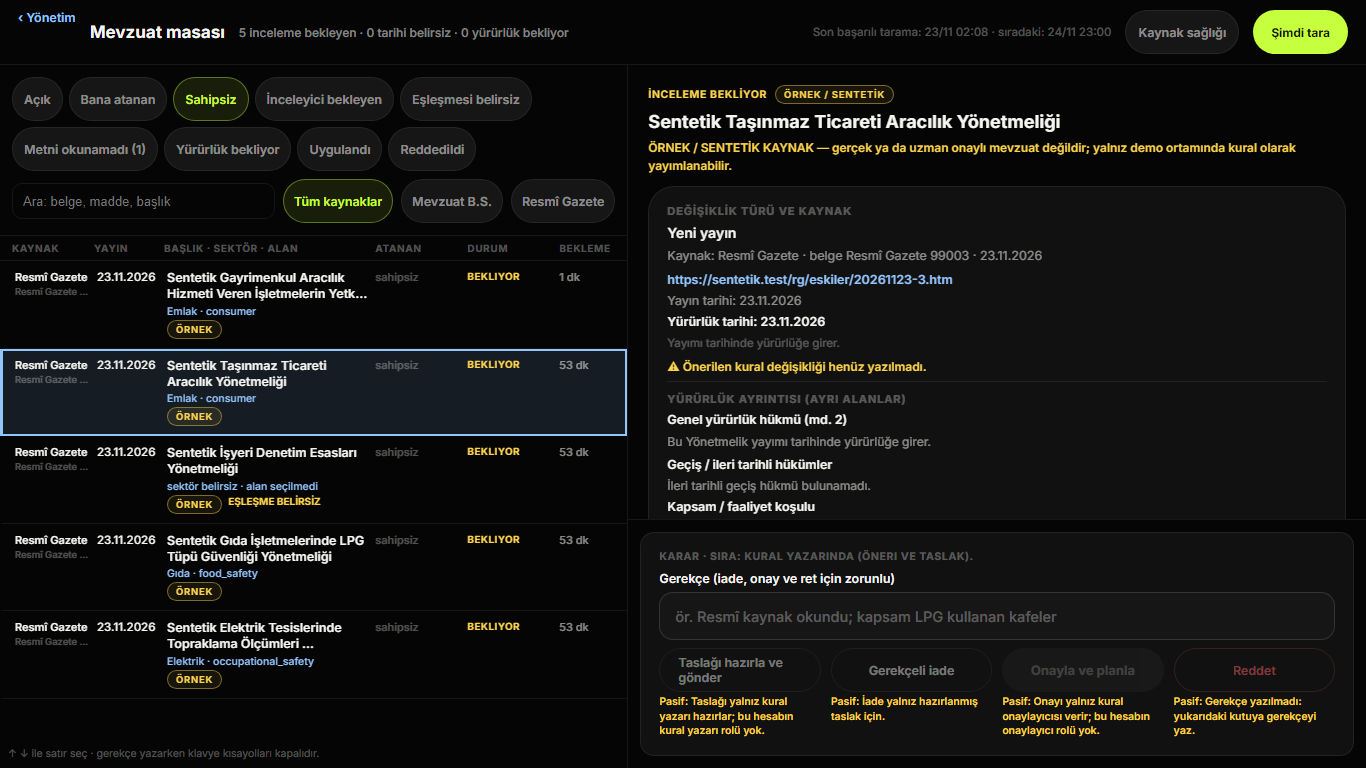 ‹ Yönetim
Mevzuat masası
5 inceleme bekleyen · 0 tarihi belirsiz · 0 yürürlük bekliyor
Son başarılı tarama: 23/11 02:08 · sıradaki: 24/11 23:00
Kaynak sağlığı
Şimdi tara
Açık
Bana atanan
Sahipsiz
İnceleyici bekleyen
Eşleşmesi belirsiz
Metni okunamadı (1)
Yürürlük bekliyor
Uygulandı
Reddedildi
Ara: belge, madde, başlık
Tüm kaynaklar
Mevzuat B.S.
Resmî Gazete
KAYNAK YAYIN BAŞLIK · SEKTÖR · ALAN ATANAN DURUM BEKLEME
Resmî Gazete 23.11.2026 Sentetik Gayrimenkul Aracılık sahipsiz BEKLIYOR 1 dk
Resmî Gazete ... Hizmeti Veren İşletmelerin Yetk...
Emlak · consumer
ÖRNEK
Resmî Gazete 23.11.2026 Sentetik Taşınmaz Ticareti sahipsiz BEKLIYOR 53 dk
Resmî Gazete ... Aracılık Yönetmeliği
Emlak · consumer
ÖRNEK
Resmî Gazete 23.11.2026 Sentetik İşyeri Denetim Esasları sahipsiz BEKLIYOR 53 dk
Resmî Gazete ... Yönetmeliği
sektör belirsiz · alan seçilmedi
ÖRNEK EŞLEŞME BELİRSİZ
Resmî Gazete 23.11.2026 Sentetik Gıda İşletmelerinde LPG sahipsiz BEKLIYOR 53 dk
Resmî Gazete ... Tüpü Güvenliği Yönetmeliği
Gıda · food_safety
ÖRNEK
Resmî Gazete 23.11.2026 Sentetik Elektrik Tesislerinde sahipsiz BEKLIYOR 53 dk
Resmî Gazete ... Topraklama Ölçümleri ...
Elektrik · occupational_safety
ÖRNEK
↑ ↓ ile satır seç · gerekçe yazarken klavye kısayolları kapalıdır.
İNCELEME BEKLİYOR ÖRNEK / SENTETİK
Sentetik Taşınmaz Ticareti Aracılık Yönetmeliği
ÖRNEK / SENTETİK KAYNAK — gerçek ya da uzman onaylı mevzuat değildir; yalnız demo ortamında kural olarak
yayımlanabilir.
DEĞİŞİKLİK TÜRÜ VE KAYNAK
Yeni yayın
Kaynak: Resmî Gazete · belge Resmî Gazete 99003 · 23.11.2026
https://sentetik.test/rg/eskiler/20261123-3.htm
Yayın tarihi: 23.11.2026
Yürürlük tarihi: 23.11.2026
Yayımı tarihinde yürürlüğe girer.
⚠ Önerilen kural değişikliği henüz yazılmadı.
YÜRÜRLÜK AYRINTISI (AYRI ALANLAR)
Genel yürürlük hükmü (md. 2)
Bu Yönetmelik yayımı tarihinde yürürlüğe girer.
Geçiş / ileri tarihli hükümler
İleri tarihli geçiş hükmü bulunamadı.
Kapsam / faaliyet koşulu
KARAR · SIRA: KURAL YAZARINDA (ÖNERİ VE TASLAK).
Gerekçe (iade, onay ve ret için zorunlu)
ör. Resmî kaynak okundu; kapsam LPG kullanan kafeler
Taslağı hazırla ve
gönder
Gerekçeli iade
Onayla ve planla
Reddet
Pasif: Taslağı yalnız kural
yazarı hazırlar; bu hesabın
kural yazarı rolü yok.
Pasif: İade yalnız hazırlanmış
taslak için.
Pasif: Onayı yalnız kural
onaylayıcısı verir; bu hesabın
onaylayıcı rolü yok.
Pasif: Gerekçe yazılmadı:
yukarıdaki kutuya gerekçeyi
yaz.